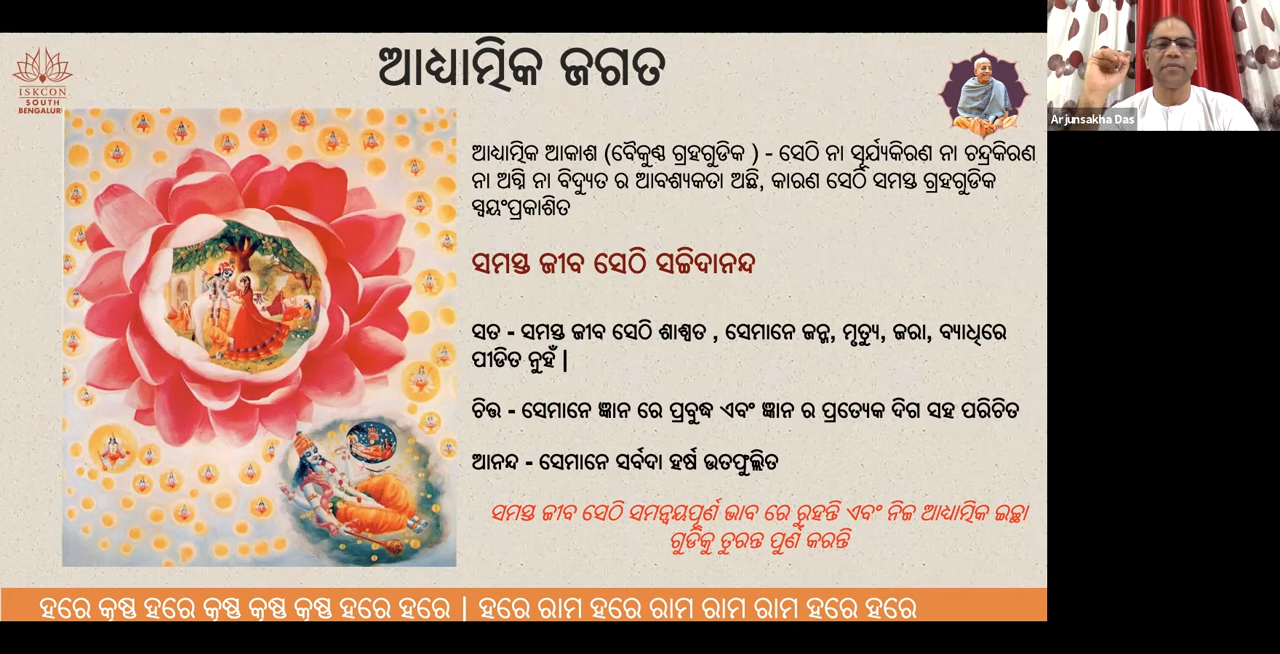 ଆଧ୍ୟାତ୍ମିକ ଜଗତ
ISKCON
SOUTH
BENGALURU
Arjunsakha Das
ଆଧ୍ୟାତ୍ମିକ ଆକାଶ (ବୈକୁଣ୍ଠ ଗ୍ରହଗୁଡିକ ) - ସେଠି ନା ସୂର୍ଯ୍ୟକିରଣ ନା ଚନ୍ଦ୍ରକିରଣ
ନା ଅଗ୍ନି ନା ବିଦ୍ୟୁତ ର ଆବଶ୍ୟକତା ଅଛି, କାରଣ ସେଠି ସମସ୍ତ ଗ୍ରହଗୁଡିକ
ସ୍ୱୟଂପ୍ରକାଶିତ
ସମସ୍ତ ଜୀବ ସେଠି ସଚ୍ଚିଦାନନ୍ଦ
ସତ - ସମସ୍ତ ଜୀବ ସେଠି ଶାଶ୍ୱତ , ସେମାନେ ଜନ୍ମ, ମୃତ୍ୟୁ, ଜରା, ବ୍ୟାଧିରେ
ପୀଡିତ ନୁହଁ |
ଚିତ୍ତ - ସେମାନେ ଜ୍ଞାନ ରେ ପ୍ରବୁଦ୍ଧ ଏବଂ ଜ୍ଞାନ ର ପ୍ରତ୍ୟେକ ଦିଗ ସହ ପରିଚିତ
ଆନନ୍ଦ - ସେମାନେ ସର୍ବଦା ହର୍ଷ ଉତଫୁଲ୍ଲିତ
ସମସ୍ତ ଜୀବ ସେଠି ସମନ୍ୱୟପୂର୍ଣ ଭାବ ରେ ରୁହନ୍ତି ଏବଂ ନିଜ ଆଧ୍ୟାତ୍ମିକ ଇଚ୍ଛା
ଗୁଡିକୁ ତୁରନ୍ତ ପୂର୍ଣ କରନ୍ତି
ହରେ କୃଷ୍ଣ ହରେ କୃଷ୍ଣ କୃଷ୍ଣ କୃଷ୍ଣ ହରେ ହରେ | ହରେ ରାମ ହରେ ରାମ ରାମ ରାମ ହରେ ହରେ